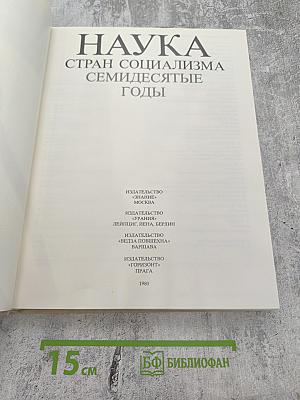 НАУКА
СТРАН СОЦИАЛИЗМА
СЕМИДЕСЯТЫЕ
ГОДЫ
ИЗДАТЕЛЬСТВО
«ЗНАНИЕ»
МОСКВА
ИЗДАТЕЛЬСТВО
«УРАНИЯ»
ЛЕЙПЦИГ, ЙЕНА, БЕРЛИН
ИЗДАТЕЛЬСТВО
«ВЕДЗА ПОВШЕХНА»
ВАРШАВА
ИЗДАТЕЛЬСТВО
«ГОРИЗОНТ»
ПРАГА
1980
15 см
БФ БИБЛИОФАН